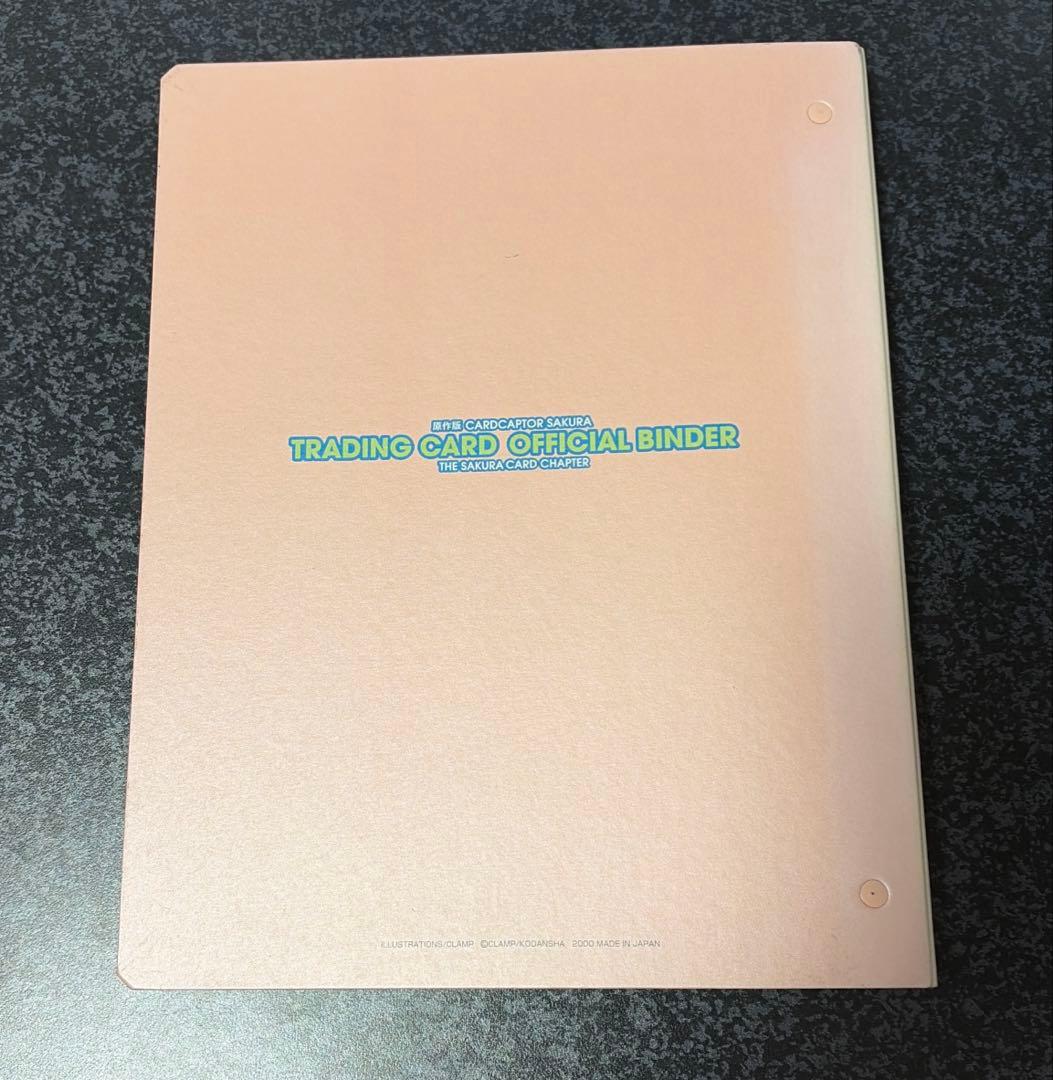 原作版 CARDCAPTOR SAKURA
TRADING CARD OFFICIAL BINDER
THE SAKURA CARD CHAPTER
ILLUSTRATIONS/CLAMP ©CLAMP/KODANSHA 2000 MADE IN JAPAN